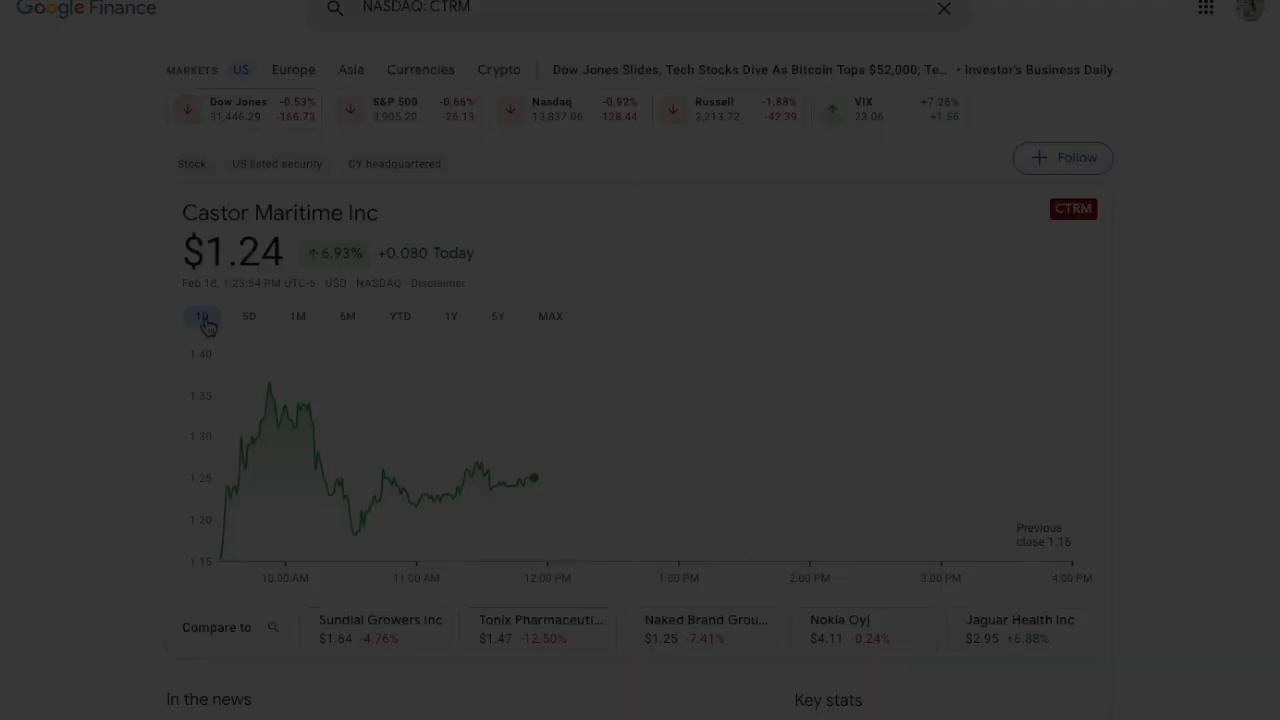 Google Finance
NASDAQ: CTRM
MARKETS US Europe Asia Currencies Crypto Dow Jones Slides, Tech Stocks Dive As Bitcoin Tops $52,000; Te... • Investor's Business Daily
Dow Jones -0.53% S&P 500 -0.66% Nasdaq -0.92% Russell -1.88% VIX +7.26%
31,446.29 -166.73 3,905.20 -26.13 13,837.06 -128.44 2,213.72 -42.39 23.06 +1.56
Stock US listed security CY headquartered Follow
Castor Maritime Inc CTRM
$1.24 6.93% +0.080 Today
Feb 18, 1:23:54 PM UTC-5 · USD · NASDAQ · Disclaimer
1D 5D 1M 6M YTD 1Y 5Y MAX
1.40
1.35
1.30
1.25
1.20
1.15
Previous
close 1.16
10:00 AM 11:00 AM 12:00 PM 1:00 PM 2:00 PM 3:00 PM 4:00 PM
Compare to Sundial Growers Inc Tonix Pharmaceuti... Naked Brand Grou... Nokia Oyj Jaguar Health Inc
$1.64 -4.76% $1.47 -12.50% $1.25 -7.41% $4.11 -0.24% $2.95 +6.88%
In the news Key stats